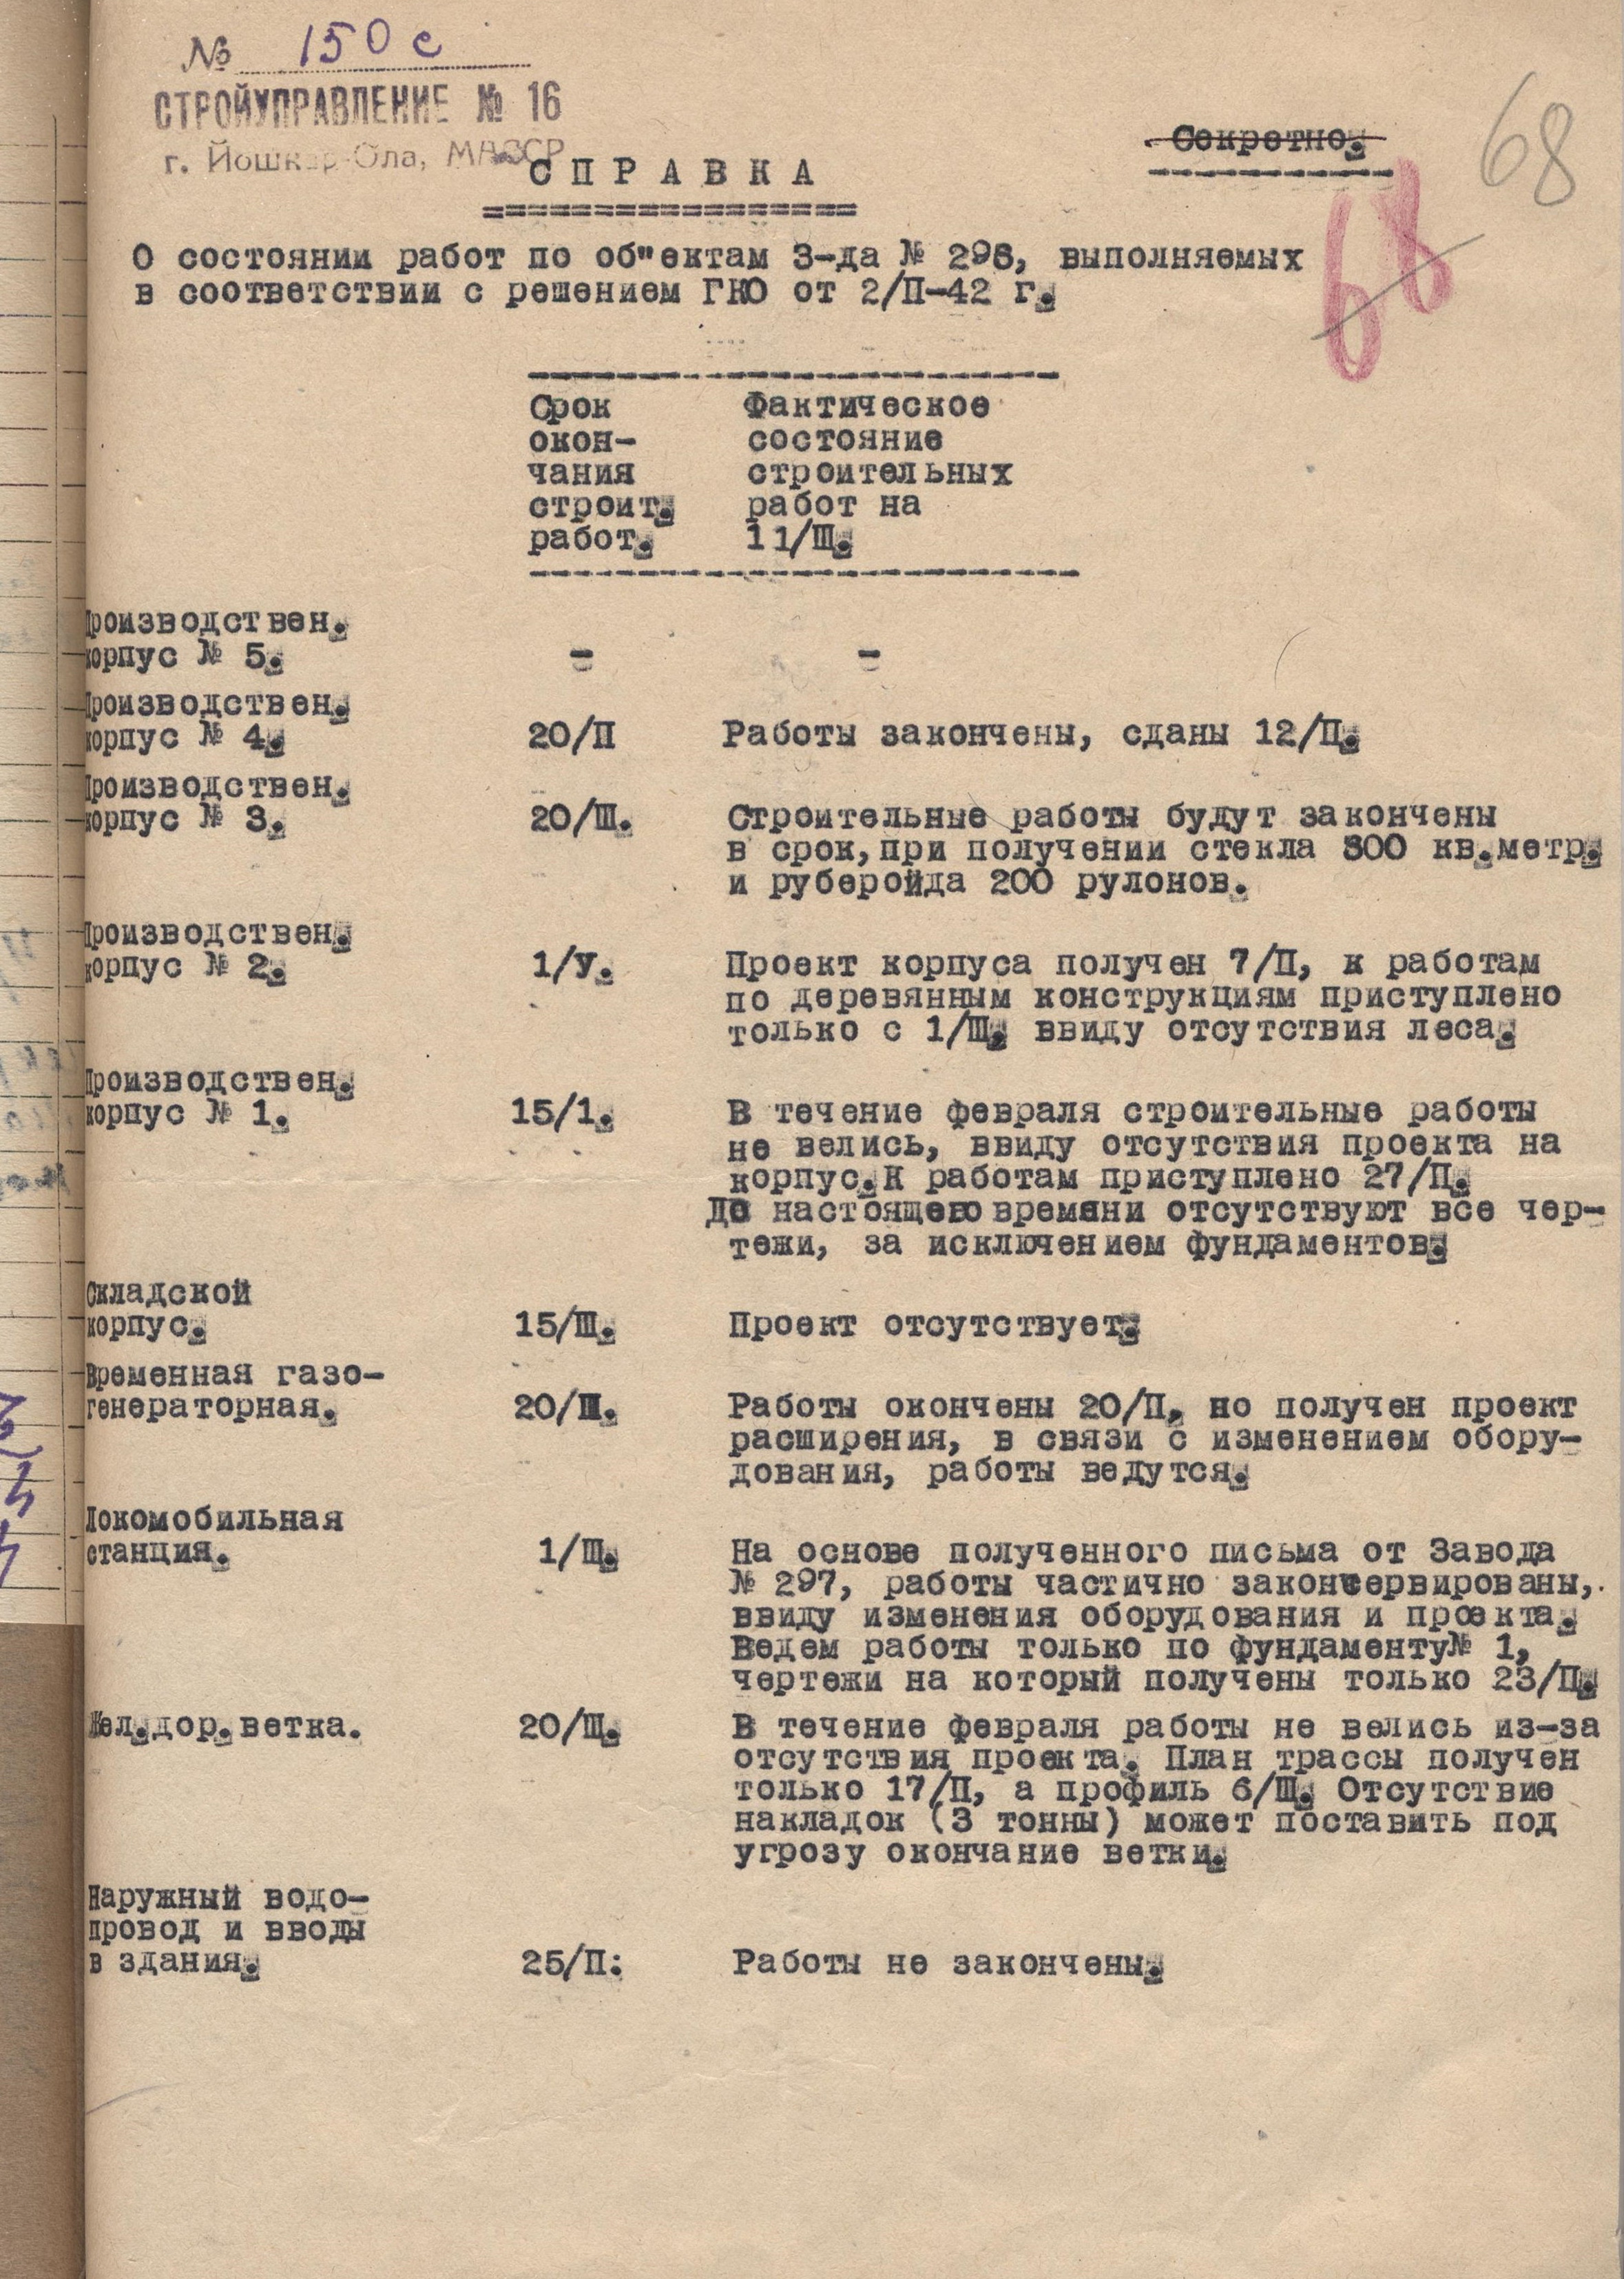 № 150 с
СТРОЙУПРАВЛЕНИЕ № 16
г. Йошкар-Ола, МАССР
Секретно.
68
СПРАВКА
68
О состоянии работ по об"ектам З-да № 296, выполняемых
в соответствии с решением ГКО от 2/П-42 г.
Срок окон- чания строит. работ.
Фактическое состояние строительных работ на 11/Ш.
Производствен.
корпус № 5. - -
Производствен.
корпус № 4. 20/П Работы закончены, сданы 12/П.
Производствен.
корпус № 3. 20/Ш. Строительные работы будут закончены
в срок, при получении стекла 300 кв.метр.
и руберойда 200 рулонов.
Производствен.
корпус № 2. 1/У. Проект корпуса получен 7/П, к работам
по деревянным конструкциям приступлено
только с 1/Ш, ввиду отсутствия леса.
Производствен.
корпус № 1. 15/1. В течение февраля строительные работы
не велись, ввиду отсутствия проекта на
корпус. К работам приступлено 27/П.
До настоящего времени отсутствуют все чер-
тежи, за исключением фундаментов.
Складской
корпус. 15/Ш. Проект отсутствует.
Временная газо-
генераторная. 20/Ш. Работы окончены 20/П, но получен проект
расширения, в связи с изменением обору-
дования, работы ведутся.
Локомобильная
станция. 1/Ш. На основе полученного письма от Завода
№ 297, работы частично законсервированы,
ввиду изменения оборудования и проекта.
Ведем работы только по фундаменту № 1,
чертежи на который получены только 23/П.
Жел.дор.ветка. 20/Ш. В течение февраля работы не велись из-за
отсутствия проекта. План трассы получен
только 17/П, а профиль 6/Ш. Отсутствие
накладок (3 тонны) может поставить под
угрозу окончание ветки.
Наружный водо-
провод и вводы
в здания. 25/П: Работы не закончены.